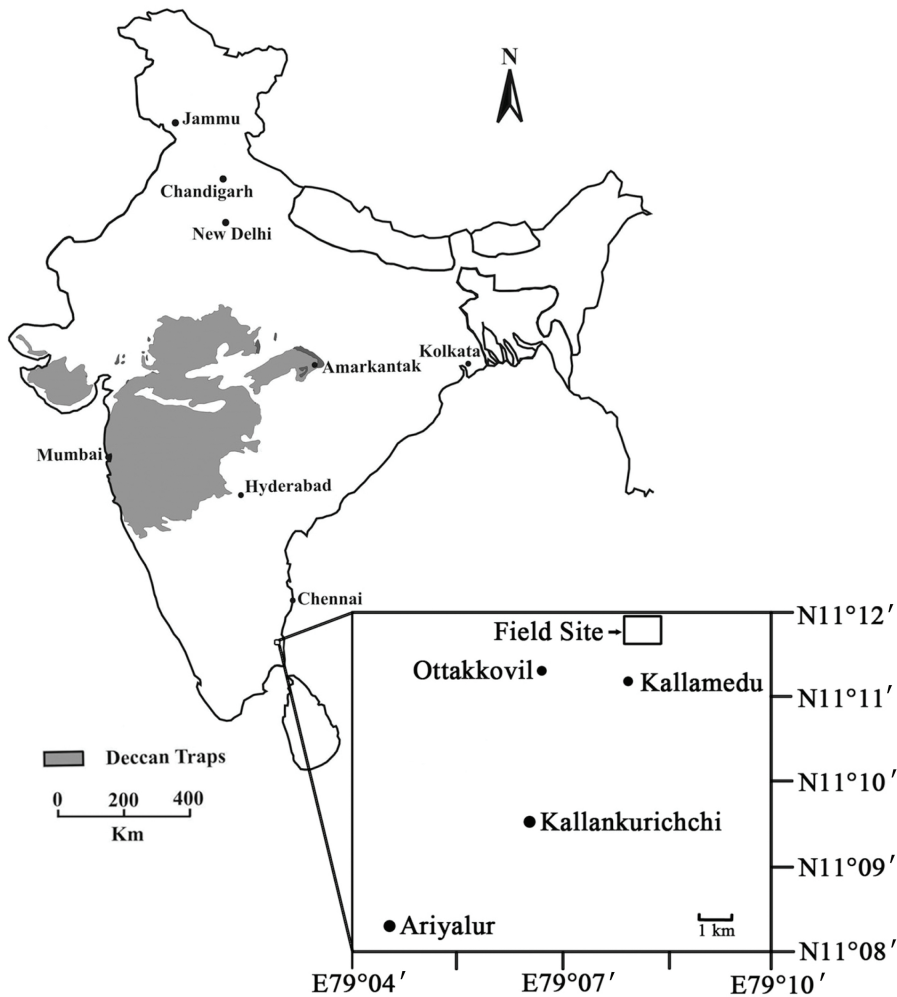 N
Jammu
Chandigarh
New Delhi
Kolkata
Amarkantak
Mumbai
Hyderabad
Chennai
N11°12′
Field Site
Ottakkovil
Kallamedu
N11°11′
Deccan Traps
N11°10′
0 200 400
Km
Kallankurichchi
N11°09′
Ariyalur
1 km
N11°08′
E79°04′ E79°07′ E79°10′